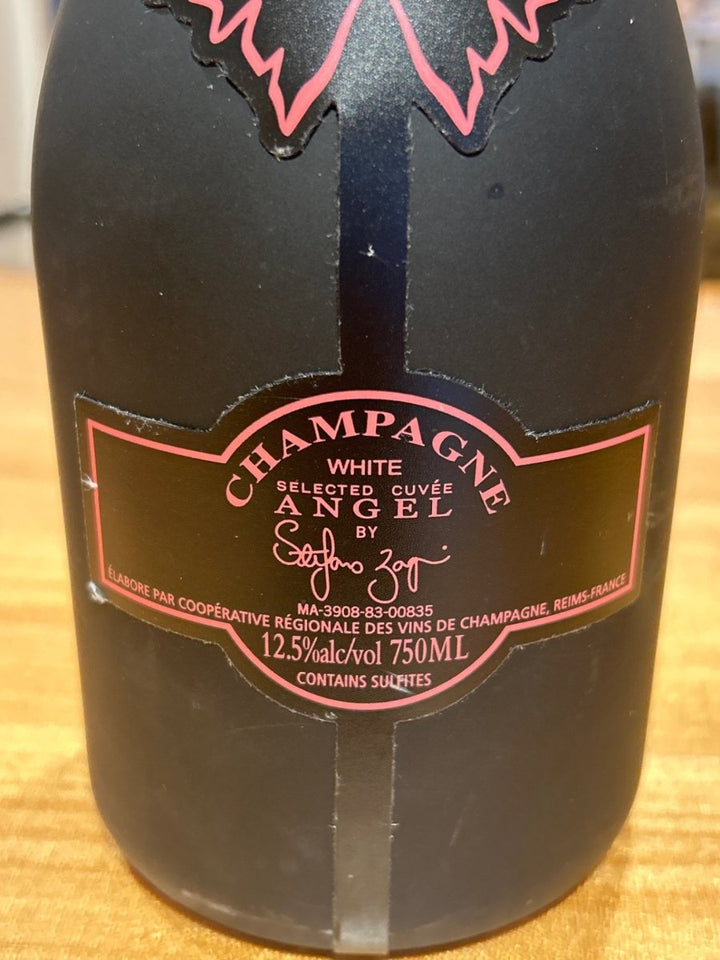 CHAMPAGNE
WHITE
SELECTED CUVÉE
ANGEL
BY
MA-3908-83-00835
ÉLABORE PAR COOPÉRATIVE RÉGIONALE DES VINS DE CHAMPAGNE, REIMS-FRANCE
12.5%alc/vol 750ML
CONTAINS SULFITES